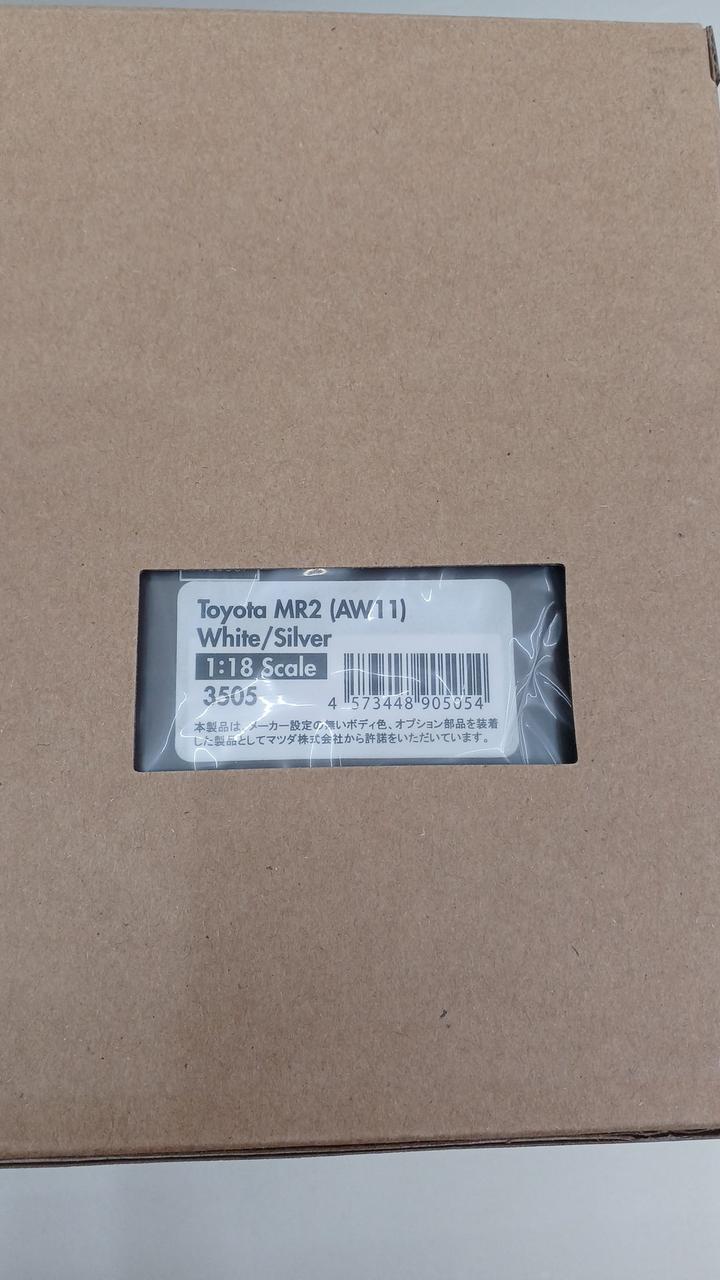 Toyota MR2 (AW11)
White/Silver
1:18 Scale
3505
4 573448 905054
本製品は、メーカー設定の無いボディ色、オプション部品を装着
した製品としてマツダ株式会社から許諾をいただいています。